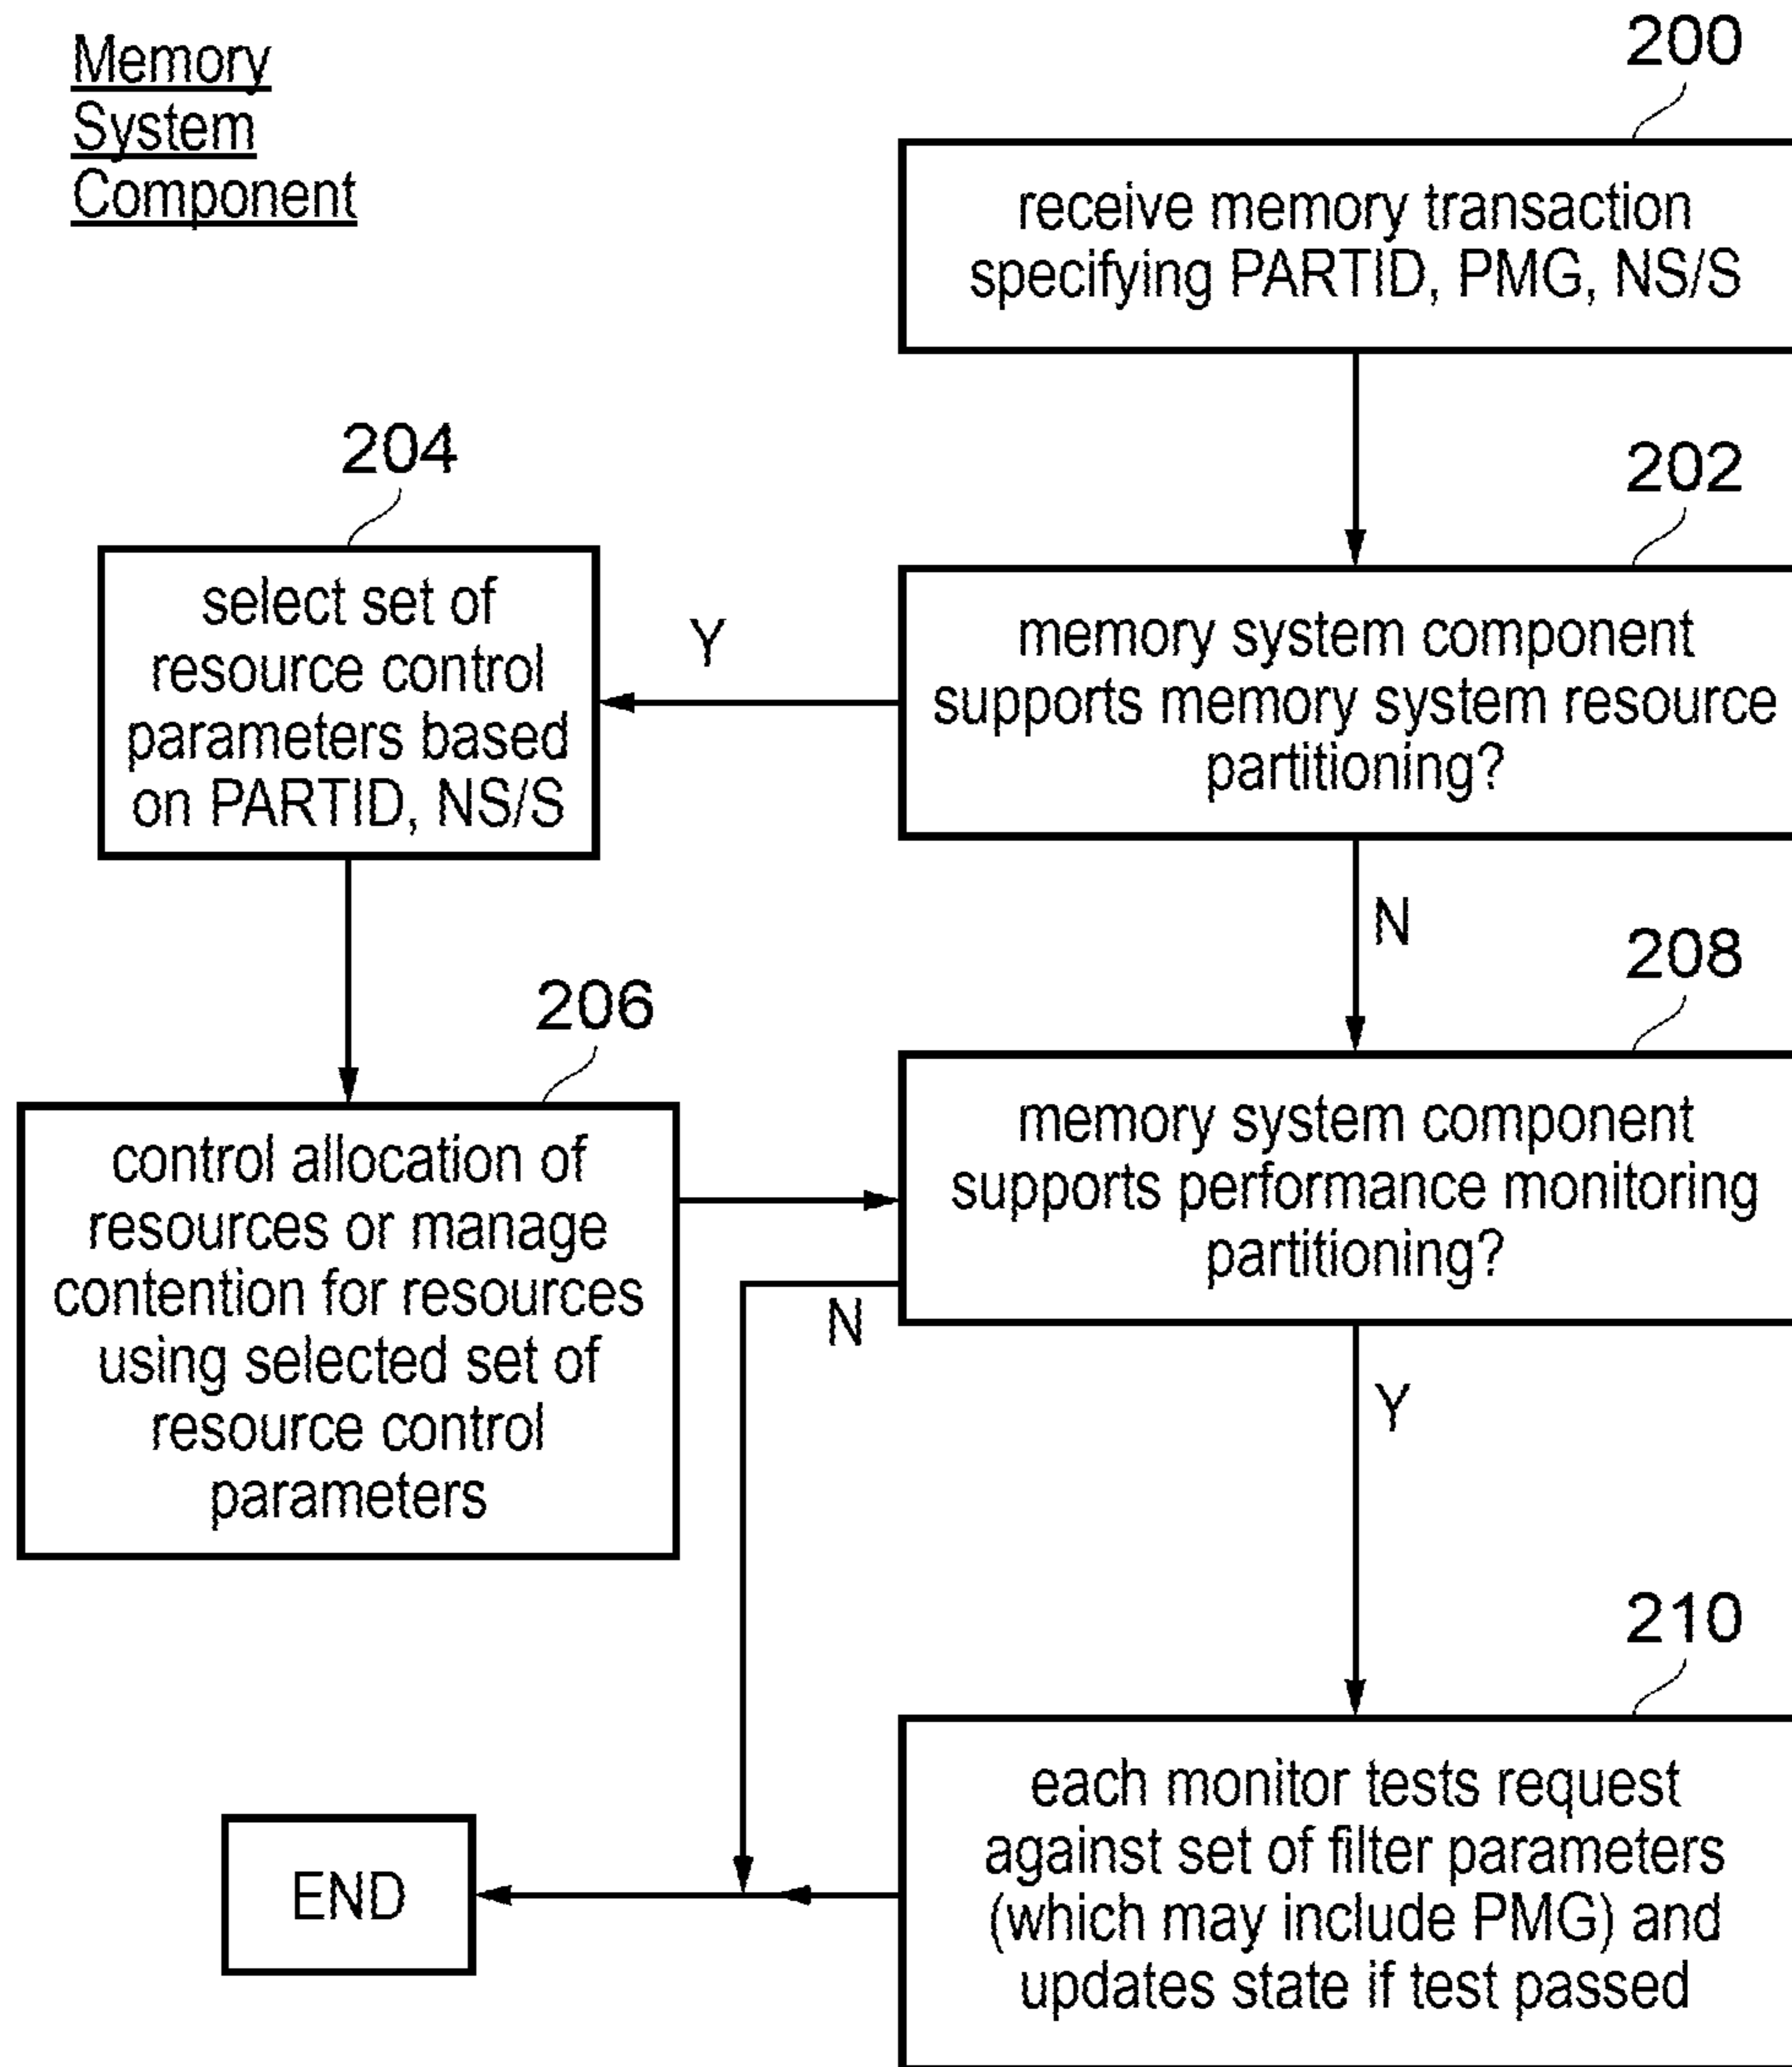 Memory
System
Component
200
receive memory transaction
specifying PARTID, PMG, NS/S
202
memory system component
supports memory system resource
partitioning?
Y
N
204
select set of
resource control
parameters based
on PARTID, NS/S
206
control allocation of
resources or manage
contention for resources
using selected set of
resource control
parameters
208
memory system component
supports performance monitoring
partitioning?
N
Y
210
each monitor tests request
against set of filter parameters
(which may include PMG) and
updates state if test passed
END